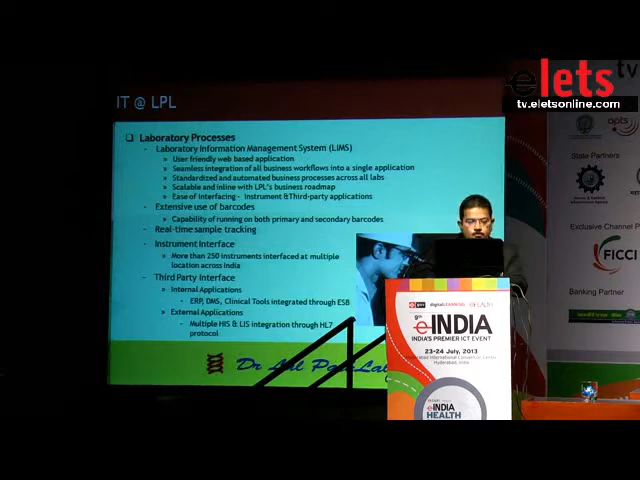 elets tv
tv.eletsonline.com
IT @ LPL
❑ Laboratory Processes
- Laboratory Information Management System (LIMS)
» User friendly web based application
» Seamless integration of all business workflows into a single application
» Standardized and automated business processes across all labs
» Scalable and inline with LPL's business roadmap
» Ease of Interfacing - Instrument &Third-party applications
- Extensive use of barcodes
» Capability of running on both primary and secondary barcodes
- Real-time sample tracking
- Instrument Interface
» More than 250 instruments interfaced at multiple
location across India
- Third Party Interface
- Internal Applications
- ERP, DMS, Clinical Tools integrated through ESB
- External Applications
- Multiple HIS & LIS integration through HL7
protocol
Dr Lal
State Partners
Exclusive Channel P
FICCI
Banking Partner
digitalLEARNING
9th
eINDIA
INDIA'S PREMIER ICT EVENT
23-24 July, 2013
Hyderabad International Convention Centre
Hyderabad, India
eINDIA
HEALTH